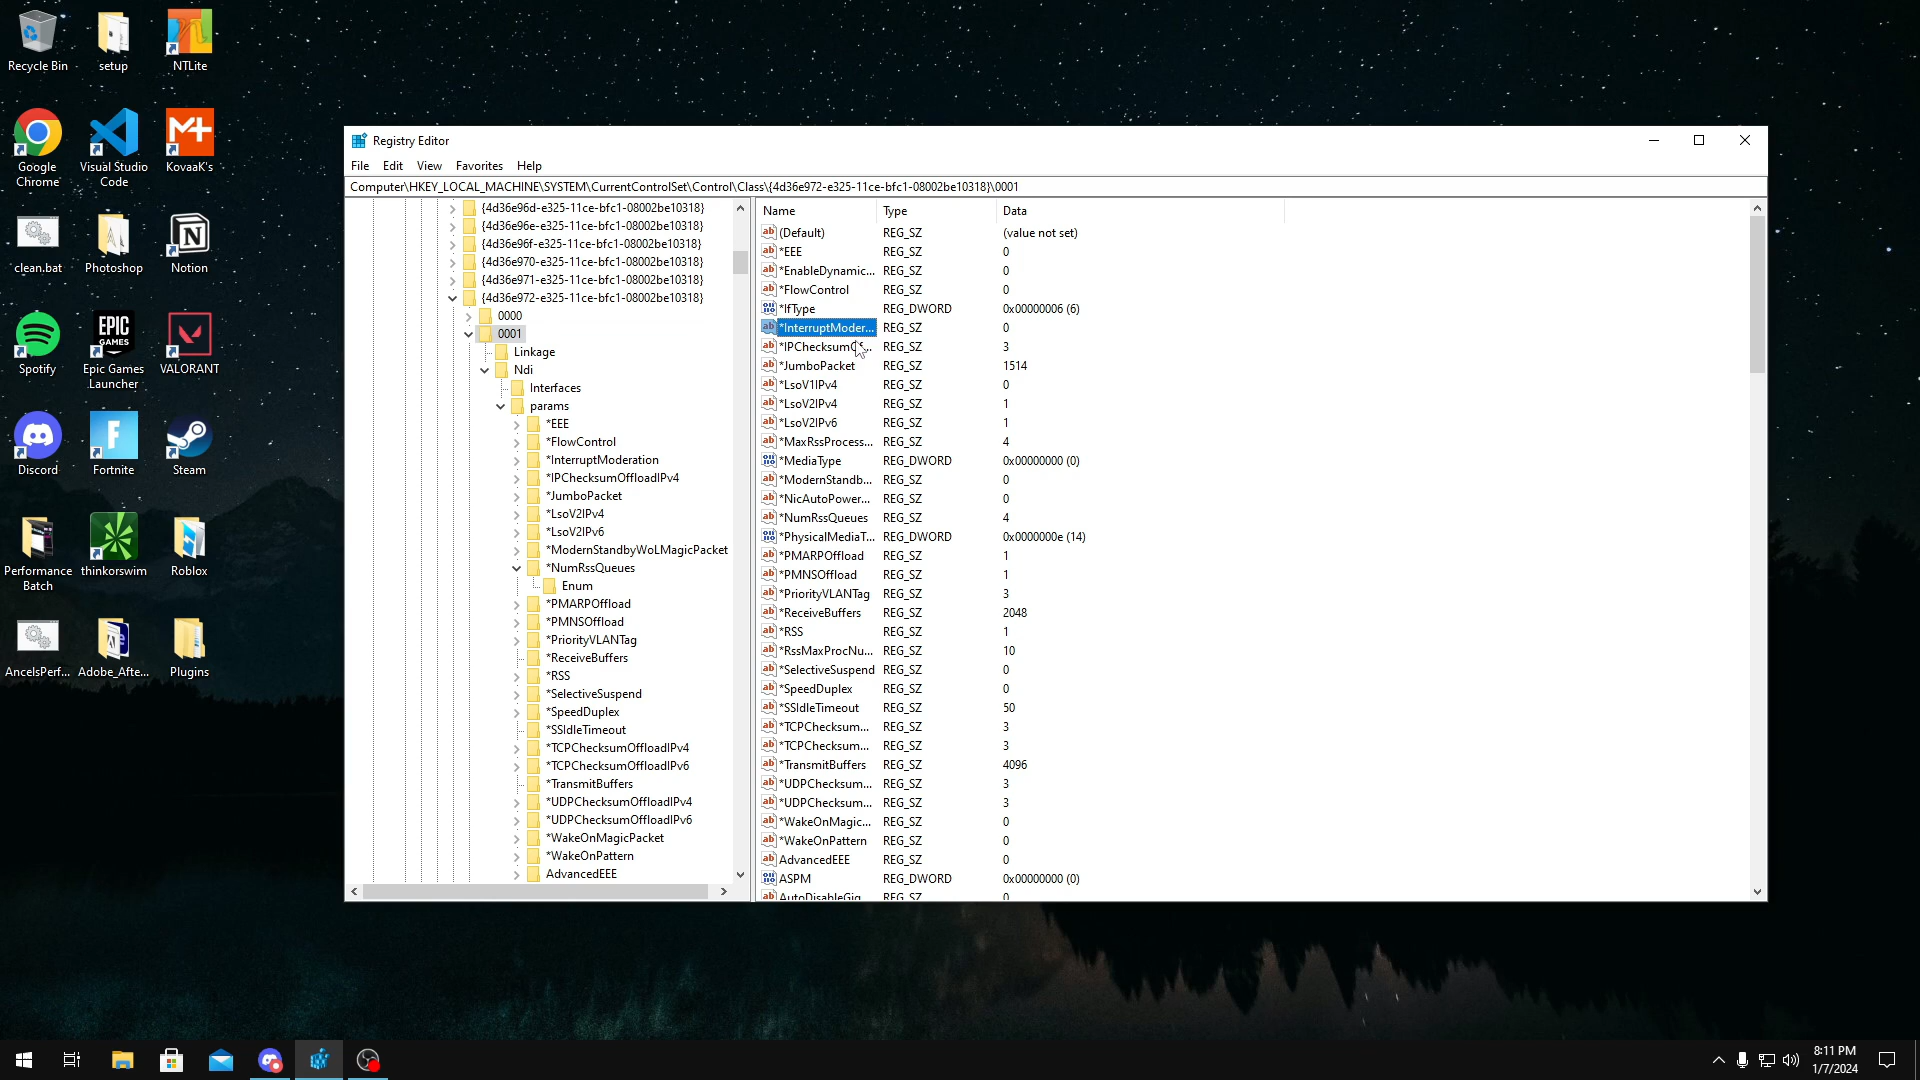 Recycle Bin
setup
NTLite
Google Chrome
Visual Studio Code
KovaaK's
clean.bat
Photoshop
Notion
Spotify
Epic Games Launcher
VALORANT
Discord
Fortnite
Steam
Performance Batch
thinkorswim
Roblox
AncelsPerf...
Adobe_Afte...
Plugins
Registry Editor
File Edit View Favorites Help
Computer\HKEY_LOCAL_MACHINE\SYSTEM\CurrentControlSet\Control\Class\{4d36e972-e325-11ce-bfc1-08002be10318}\0001
{4d36e96d-e325-11ce-bfc1-08002be10318}
{4d36e96e-e325-11ce-bfc1-08002be10318}
{4d36e96f-e325-11ce-bfc1-08002be10318}
{4d36e970-e325-11ce-bfc1-08002be10318}
{4d36e971-e325-11ce-bfc1-08002be10318}
{4d36e972-e325-11ce-bfc1-08002be10318}
0000
0001
Linkage
Ndi
Interfaces
params
*EEE
*FlowControl
*InterruptModeration
*IPChecksumOffloadIPv4
*JumboPacket
*LsoV2IPv4
*LsoV2IPv6
*ModernStandbyWoLMagicPacket
*NumRssQueues
Enum
*PMARPOffload
*PMNSOffload
*PriorityVLANTag
*ReceiveBuffers
*RSS
*SelectiveSuspend
*SpeedDuplex
*SSIdleTimeout
*TCPChecksumOffloadIPv4
*TCPChecksumOffloadIPv6
*TransmitBuffers
*UDPChecksumOffloadIPv4
*UDPChecksumOffloadIPv6
*WakeOnMagicPacket
*WakeOnPattern
AdvancedEEE
Name Type Data
(Default) REG_SZ (value not set)
*EEE REG_SZ 0
*EnableDynamic... REG_SZ 0
*FlowControl REG_SZ 0
*IfType REG_DWORD 0x00000006 (6)
*InterruptModer... REG_SZ 0
*IPChecksumOf... REG_SZ 3
*JumboPacket REG_SZ 1514
*LsoV1IPv4 REG_SZ 0
*LsoV2IPv4 REG_SZ 1
*LsoV2IPv6 REG_SZ 1
*MaxRssProcess... REG_SZ 4
*MediaType REG_DWORD 0x00000000 (0)
*ModernStandb... REG_SZ 0
*NicAutoPower... REG_SZ 0
*NumRssQueues REG_SZ 4
*PhysicalMediaT... REG_DWORD 0x0000000e (14)
*PMARPOffload REG_SZ 1
*PMNSOffload REG_SZ 1
*PriorityVLANTag REG_SZ 3
*ReceiveBuffers REG_SZ 2048
*RSS REG_SZ 1
*RssMaxProcNu... REG_SZ 10
*SelectiveSuspend REG_SZ 0
*SpeedDuplex REG_SZ 0
*SSIdleTimeout REG_SZ 50
*TCPChecksum... REG_SZ 3
*TCPChecksum... REG_SZ 3
*TransmitBuffers REG_SZ 4096
*UDPChecksum... REG_SZ 3
*UDPChecksum... REG_SZ 3
*WakeOnMagic... REG_SZ 0
*WakeOnPattern REG_SZ 0
AdvancedEEE REG_SZ 0
ASPM REG_DWORD 0x00000000 (0)
AutoDisableGig REG_SZ 0
8:11 PM
1/7/2024